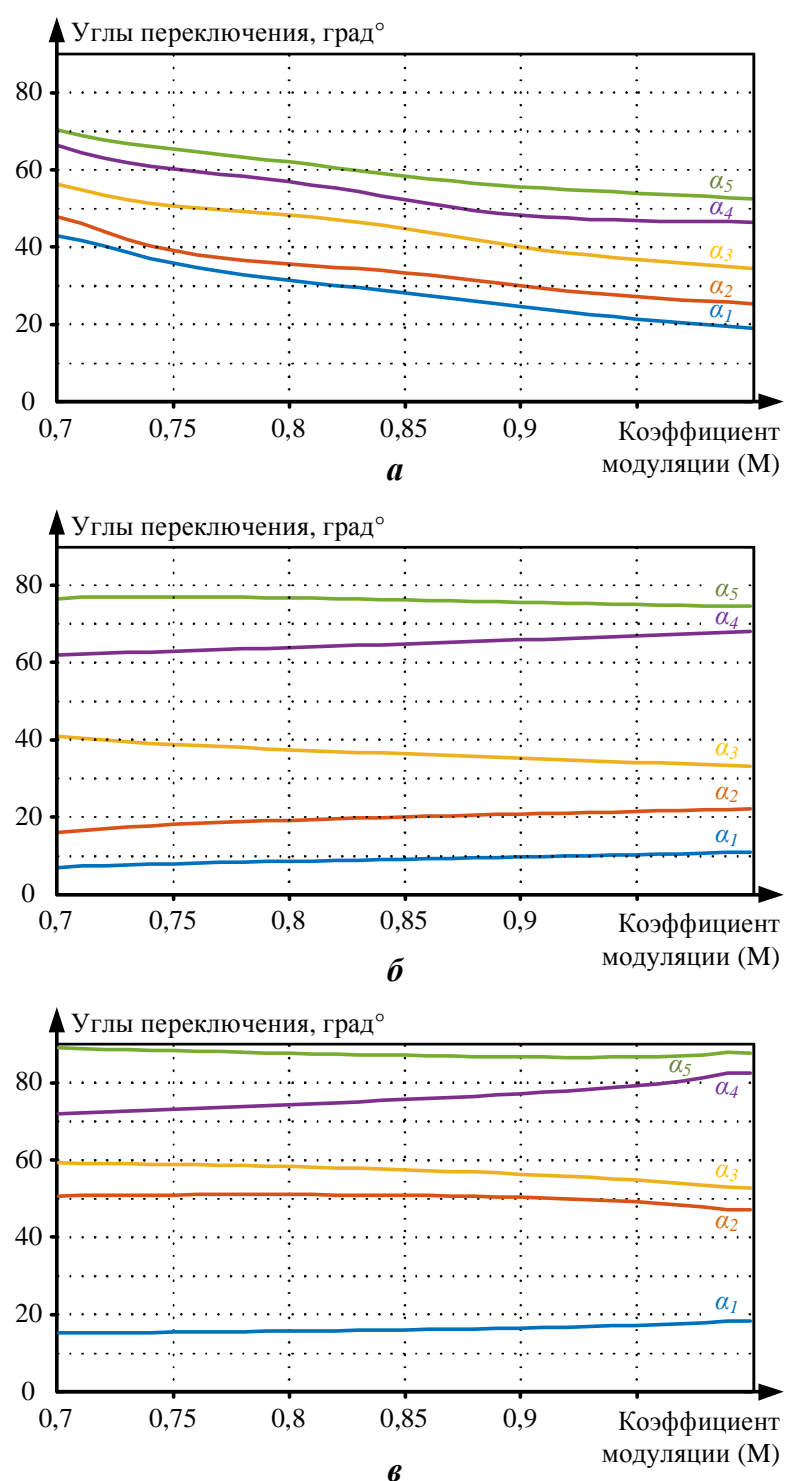 Углы переключения, град°
80
60
40
20
0
α5
α4
α3
α2
α1
0,7 0,75 0,8 0,85 0,9 Коэффициент
модуляции (М)
а
Углы переключения, град°
80
60
40
20
0
α5
α4
α3
α2
α1
0,7 0,75 0,8 0,85 0,9 Коэффициент
модуляции (М)
б
Углы переключения, град°
80
60
40
20
0
α5
α4
α3
α2
α1
0,7 0,75 0,8 0,85 0,9 Коэффициент
модуляции (М)
в